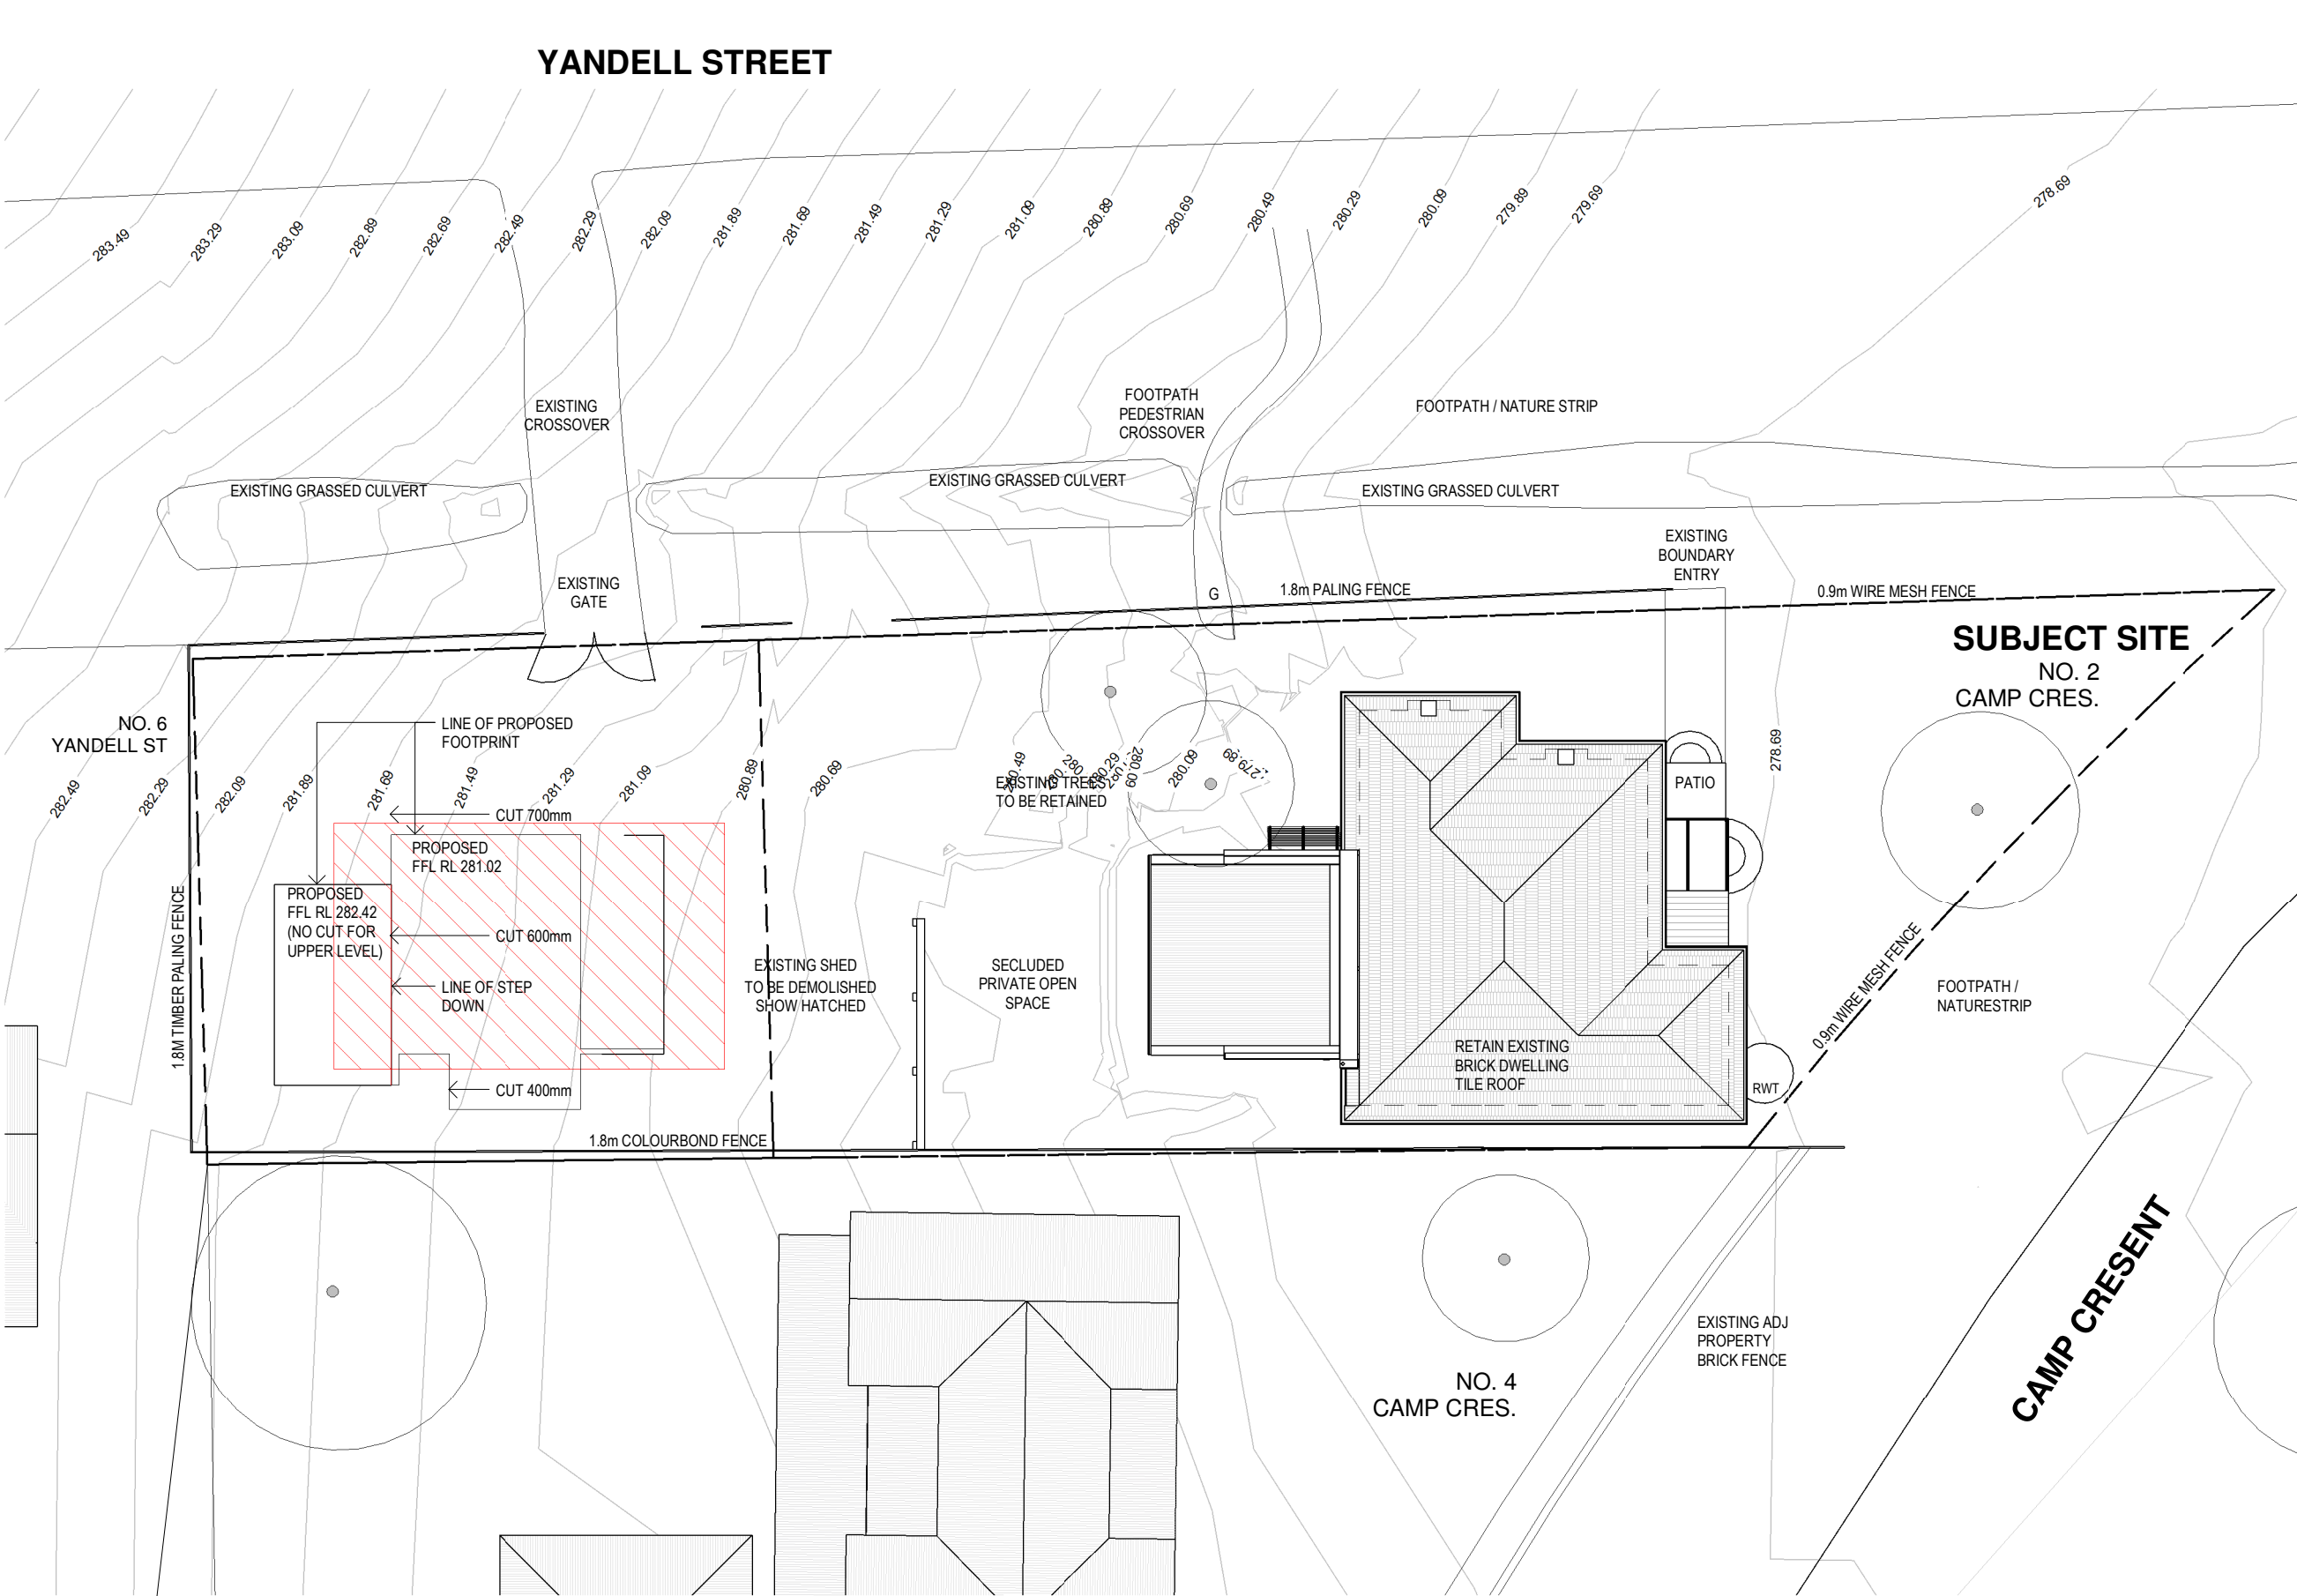 YANDELL STREET
283.49
283.29
283.09
282.89
282.69
282.49
282.29
282.09
281.89
281.69
281.49
281.29
281.09
280.89
280.69
280.49
280.29
280.09
279.89
279.69
278.69
EXISTING
CROSSOVER
FOOTPATH
PEDESTRIAN
CROSSOVER
FOOTPATH / NATURE STRIP
EXISTING GRASSED CULVERT
EXISTING GRASSED CULVERT
EXISTING GRASSED CULVERT
EXISTING
BOUNDARY
ENTRY
EXISTING
GATE
G
1.8m PALING FENCE
0.9m WIRE MESH FENCE
SUBJECT SITE
NO. 2
CAMP CRES.
NO. 6
YANDELL ST
LINE OF PROPOSED
FOOTPRINT
282.49
282.29
282.09
281.89
281.69
281.49
281.29
281.09
280.89
280.69
280.49
280.29
280.09
280.09
279.89
278.69
EXISTING TREES
TO BE RETAINED
PATIO
CUT 700mm
PROPOSED
FFL RL 281.02
PROPOSED
FFL RL 282.42
(NO CUT FOR
UPPER LEVEL)
CUT 600mm
LINE OF STEP
DOWN
CUT 400mm
1.8M TIMBER PALING FENCE
EXISTING SHED
TO BE DEMOLISHED
SHOW HATCHED
SECLUDED
PRIVATE OPEN
SPACE
RETAIN EXISTING
BRICK DWELLING
TILE ROOF
RWT
0.9m WIRE MESH FENCE
FOOTPATH /
NATURESTRIP
1.8m COLOURBOND FENCE
CAMP CRESENT
EXISTING ADJ
PROPERTY
BRICK FENCE
NO. 4
CAMP CRES.